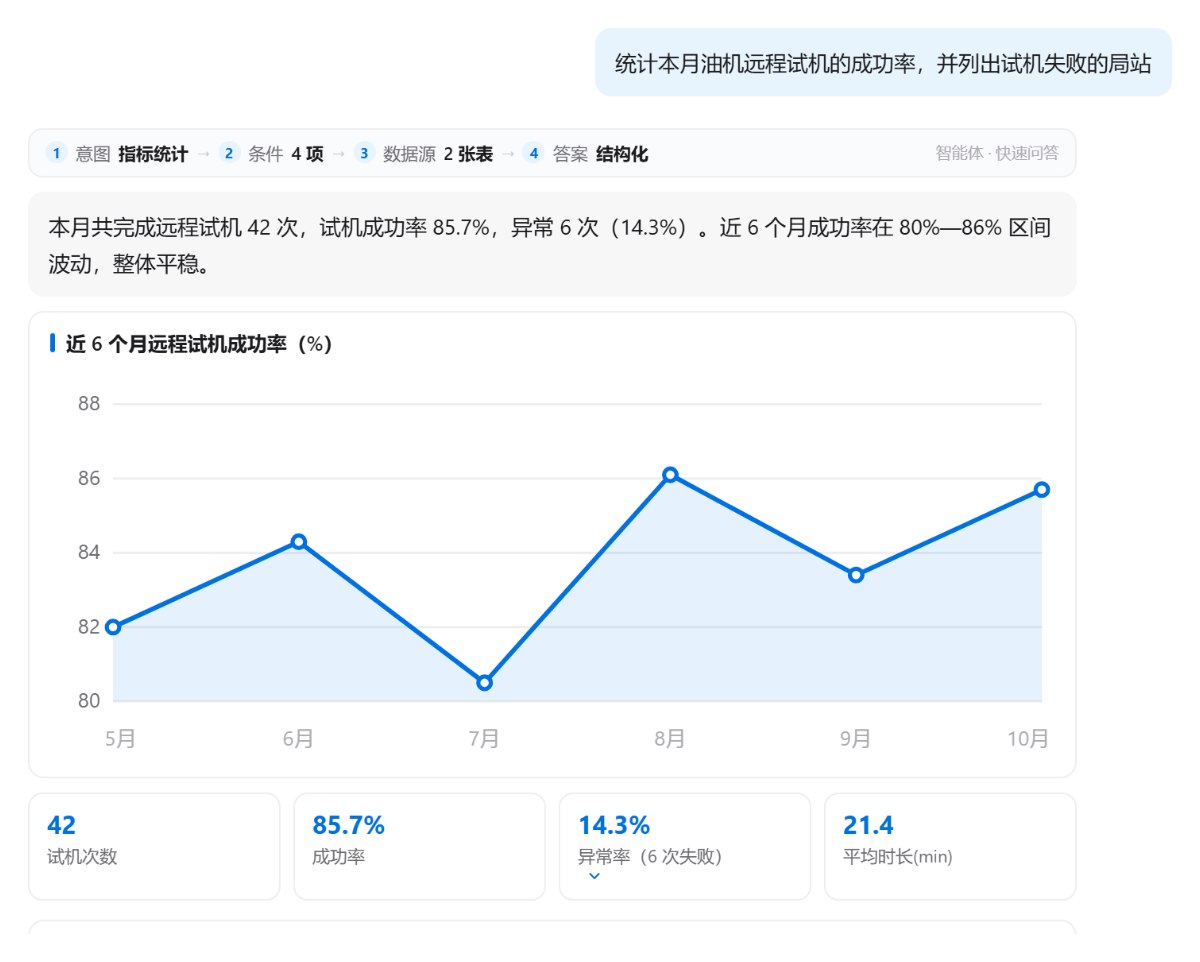 统计本月油机远程试机的成功率，并列出试机失败的局站
1 意图 指标统计 → 2 条件 4 项 → 3 数据源 2 张表 → 4 答案 结构化 智能体 · 快速问答
本月共完成远程试机 42 次，试机成功率 85.7%，异常 6 次（14.3%）。近 6 个月成功率在 80%—86% 区间
波动，整体平稳。
近 6 个月远程试机成功率（%）
88
86
84
82
80
5月 6月 7月 8月 9月 10月
42 85.7% 14.3% 21.4
试机次数 成功率 异常率（6 次失败） 平均时长(min)